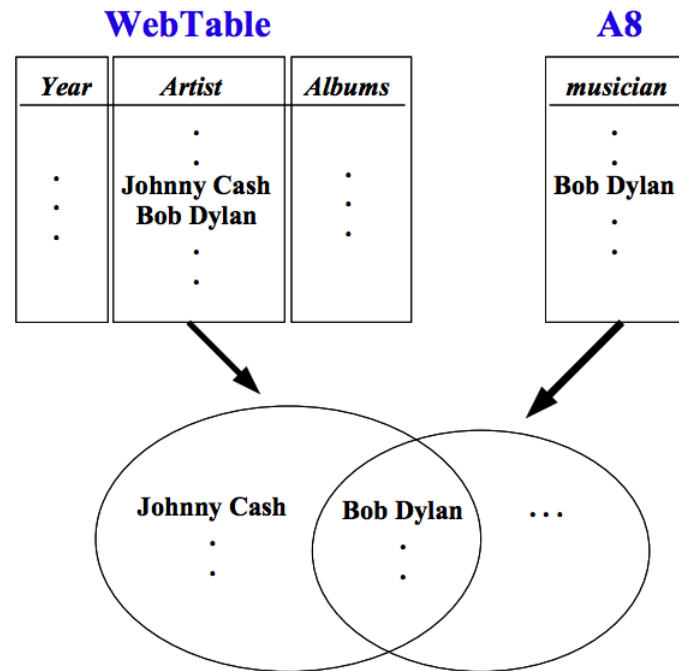 WebTable
A8
Year Artist Albums
musician
Johnny Cash
Bob Dylan
Bob Dylan
Johnny Cash
Bob Dylan
...